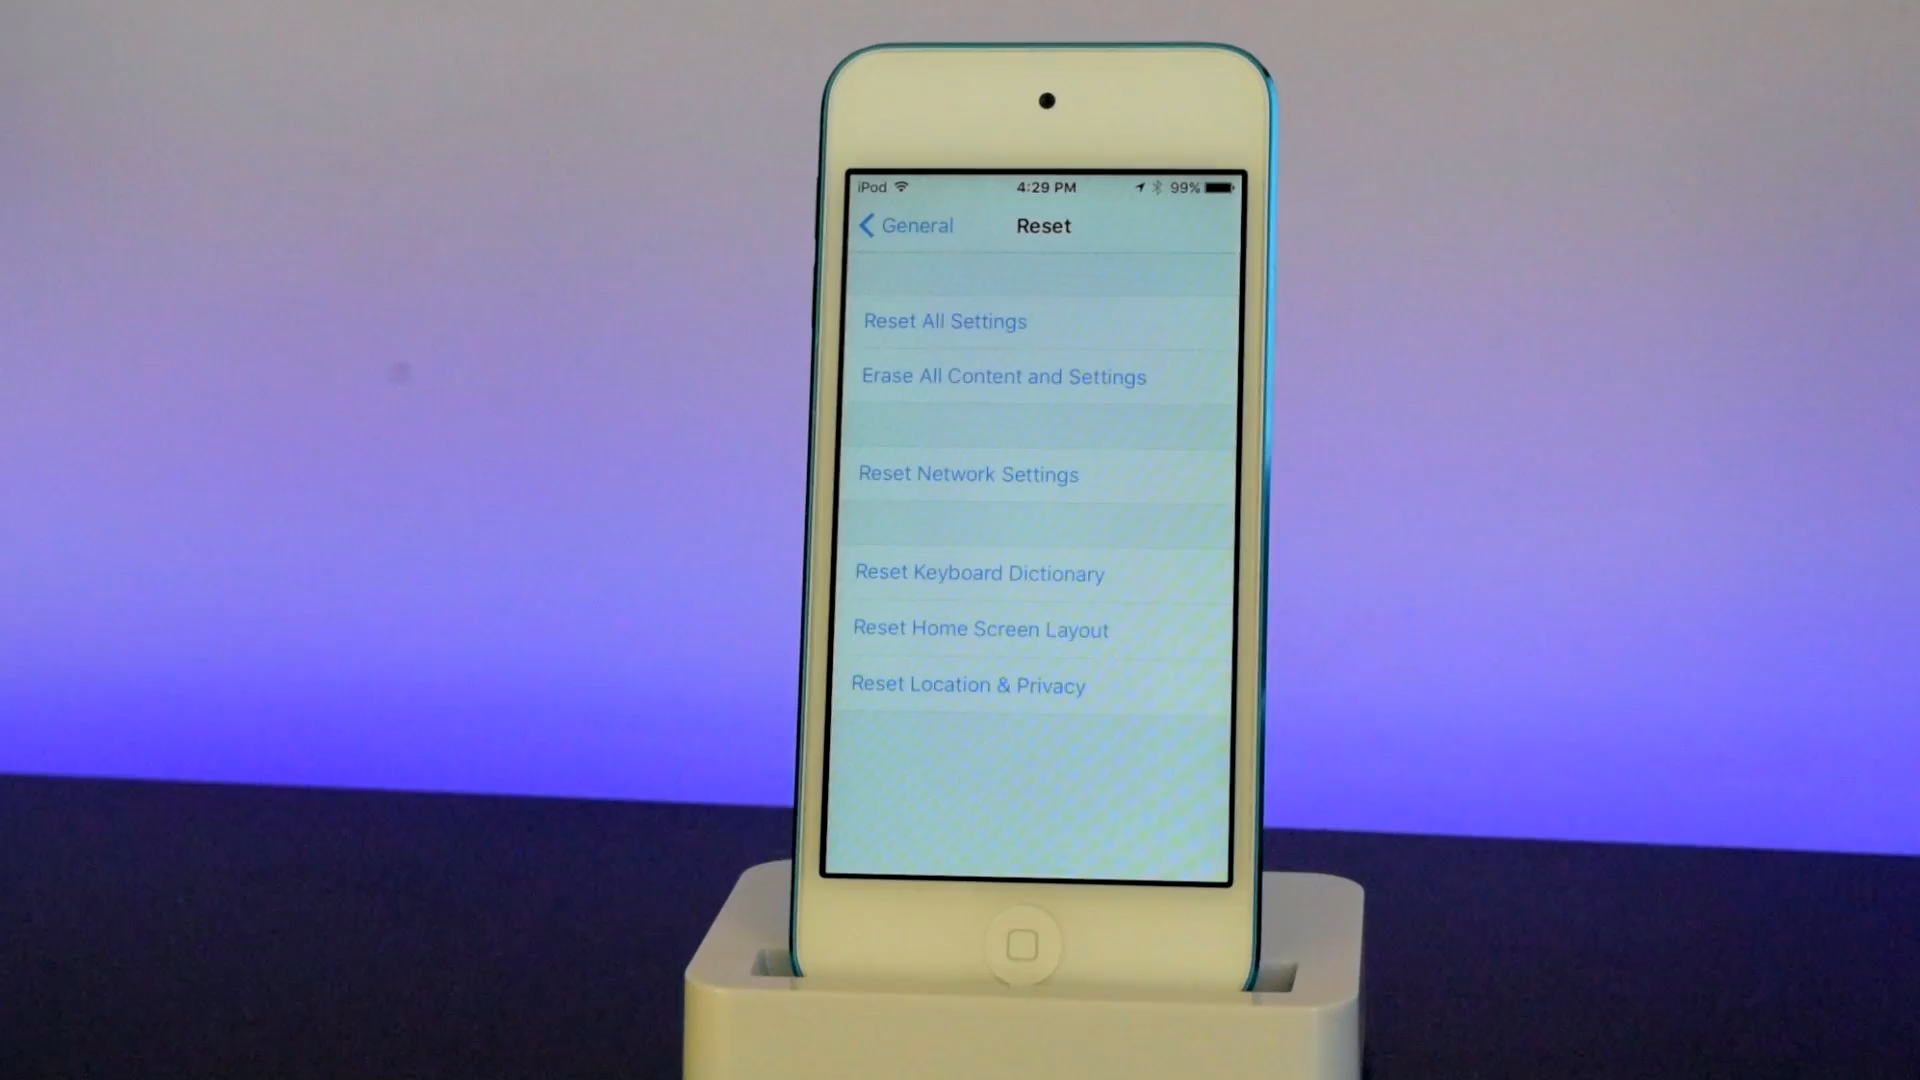 iPod 4:29 PM 99%
General Reset
Reset All Settings
Erase All Content and Settings
Reset Network Settings
Reset Keyboard Dictionary
Reset Home Screen Layout
Reset Location & Privacy